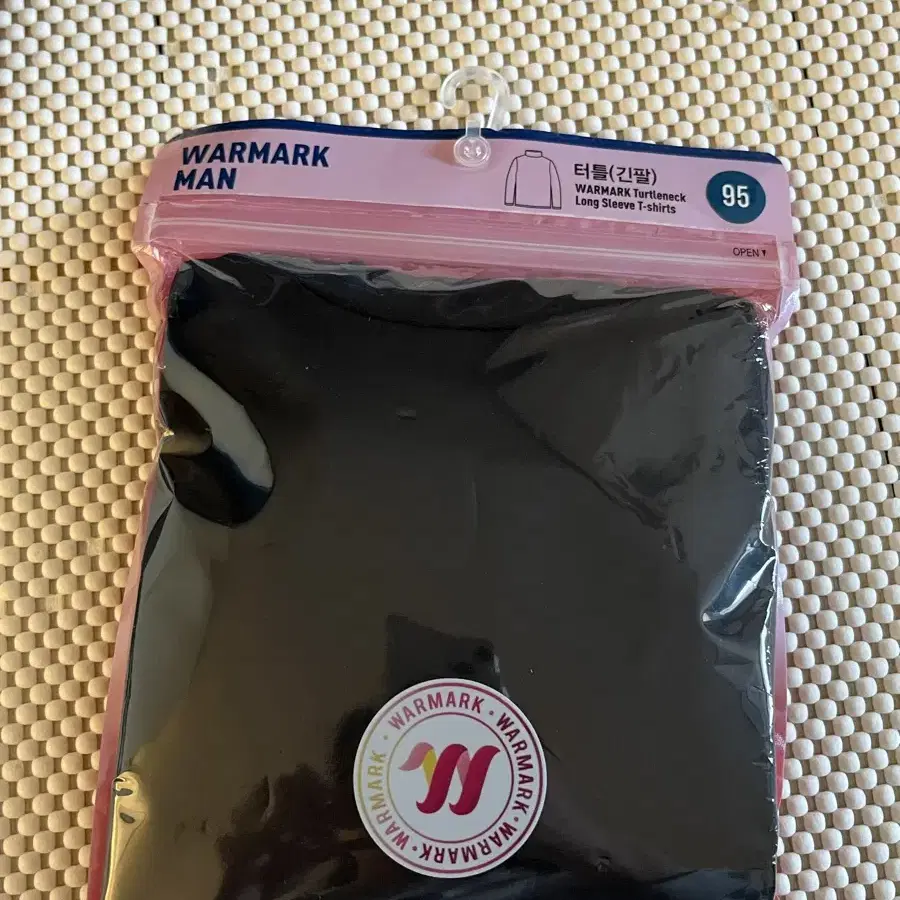 WARMARK
MAN
터틀(긴팔)
WARMARK Turtleneck
Long Sleeve T-shirts
95
OPEN ▼
WARMARK · WARMARK · WARMARK · WARMARK ·